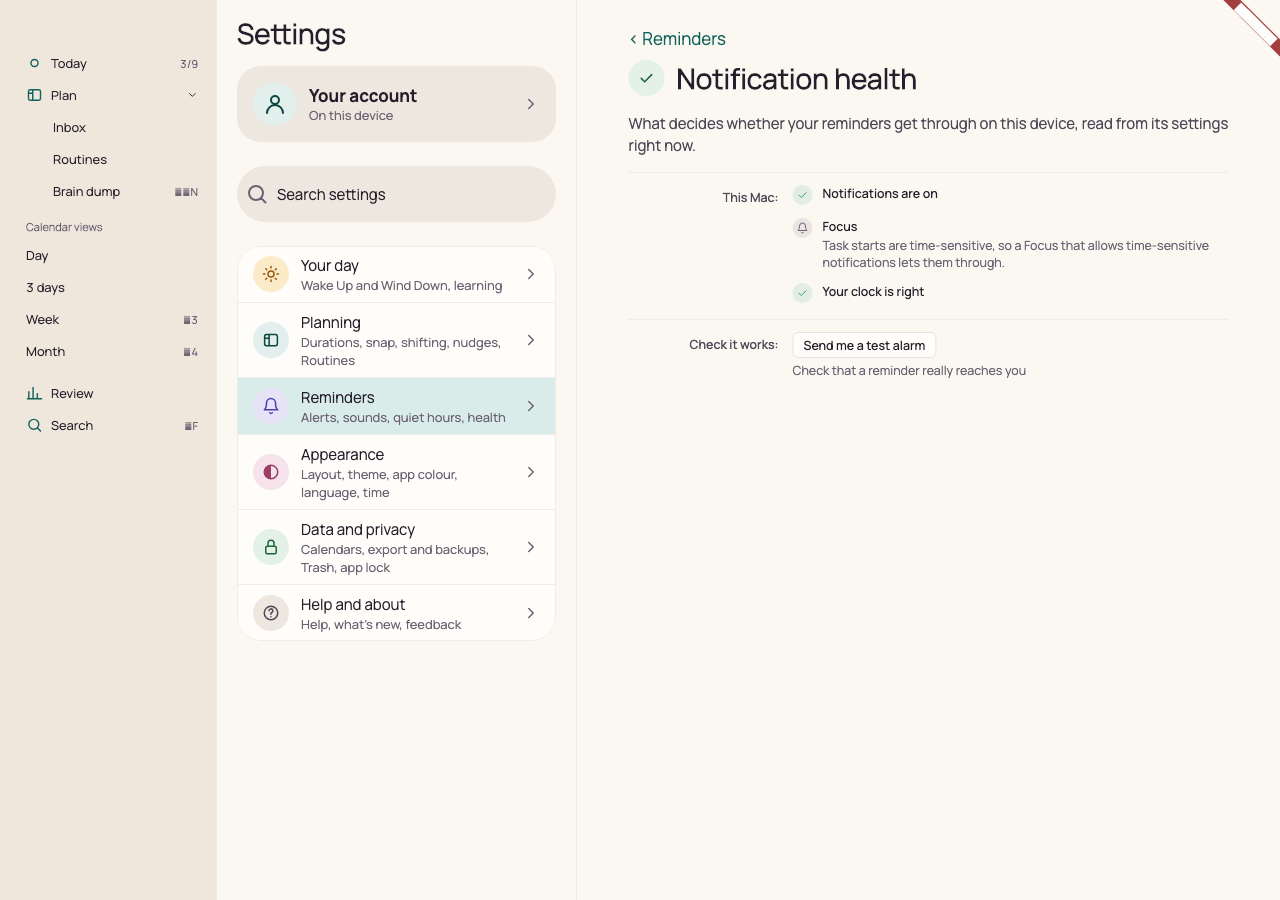 Today 3/9
Plan
Inbox
Routines
Brain dump N
Calendar views
Day
3 days
Week 3
Month 4
Review
Search F
Settings
Your account
On this device
Search settings
Your day
Wake Up and Wind Down, learning
Planning
Durations, snap, shifting, nudges,
Routines
Reminders
Alerts, sounds, quiet hours, health
Appearance
Layout, theme, app colour,
language, time
Data and privacy
Calendars, export and backups,
Trash, app lock
Help and about
Help, what's new, feedback
‹ Reminders
Notification health
What decides whether your reminders get through on this device, read from its settings
right now.
This Mac:
Notifications are on
Focus
Task starts are time-sensitive, so a Focus that allows time-sensitive
notifications lets them through.
Your clock is right
Check it works:
Send me a test alarm
Check that a reminder really reaches you